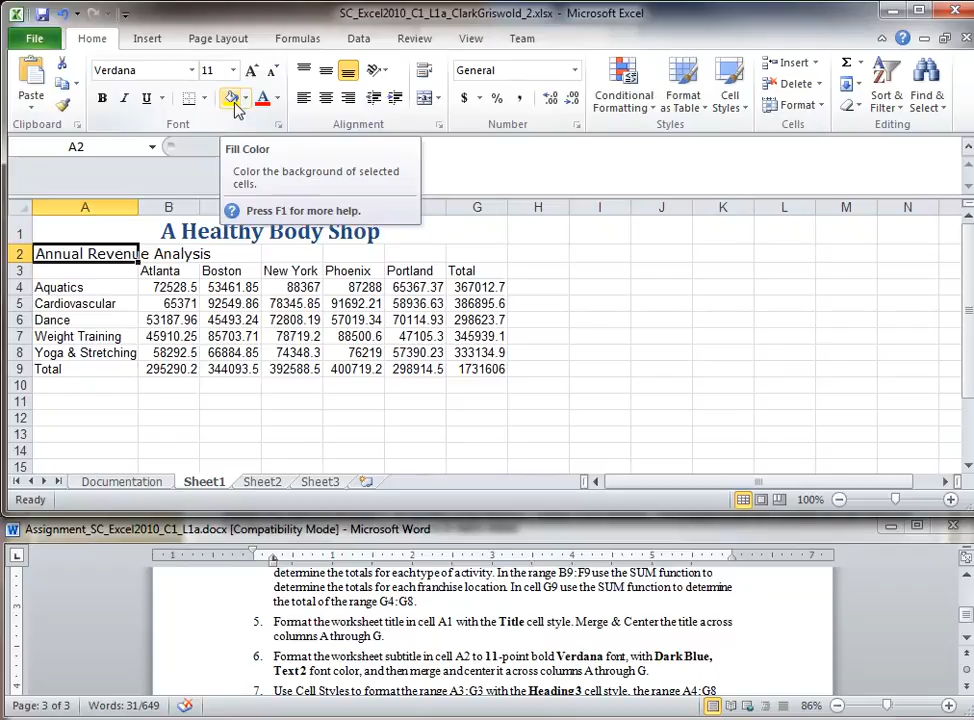 SC_Excel2010_C1_L1a_ClarkGriswold_2.xlsx - Microsoft Excel
File Home Insert Page Layout Formulas Data Review View Team
Paste
Verdana 11
B I U A
General
$ % ,
Conditional Formatting
Format as Table
Cell Styles
Insert
Delete
Format
Σ
Sort & Filter
Find & Select
Clipboard Font Alignment Number Styles Cells Editing
A2
Fill Color
Color the background of selected
cells.
Press F1 for more help.
A B G H I J K L M N
1 A Healthy Body Shop
2 Annual Revenue Analysis
3 Atlanta Boston New York Phoenix Portland Total
4 Aquatics 72528.5 53461.85 88367 87288 65367.37 367012.7
5 Cardiovascular 65371 92549.86 78345.85 91692.21 58936.63 386895.6
6 Dance 53187.96 45493.24 72808.19 57019.34 70114.93 298623.7
7 Weight Training 45910.25 85703.71 78719.2 88500.6 47105.3 345939.1
8 Yoga & Stretching 58292.5 66884.85 74348.3 76219 57390.23 333134.9
9 Total 295290.2 344093.5 392588.5 400719.2 298914.5 1731606
10
11
12
13
14
15
Documentation Sheet1 Sheet2 Sheet3
Ready 100%
Assignment_SC_Excel2010_C1_L1a.docx [Compatibility Mode] - Microsoft Word
1 1 2 3 4 5 7
determine the totals for each type of activity. In the range B9:F9 use the SUM function to
determine the totals for each franchise location. In cell G9 use the SUM function to determine
the total of the range G4:G8.
5. Format the worksheet title in cell A1 with the Title cell style. Merge & Center the title across
columns A through G.
6. Format the worksheet subtitle in cell A2 to 11-point bold Verdana font, with Dark Blue,
Text 2 font color, and then merge and center it across columns A through G.
7. Use Cell Styles to format the range A3:G3 with the Heading 3 cell style, the range A4:G8
Page: 3 of 3 Words: 31/649 86%